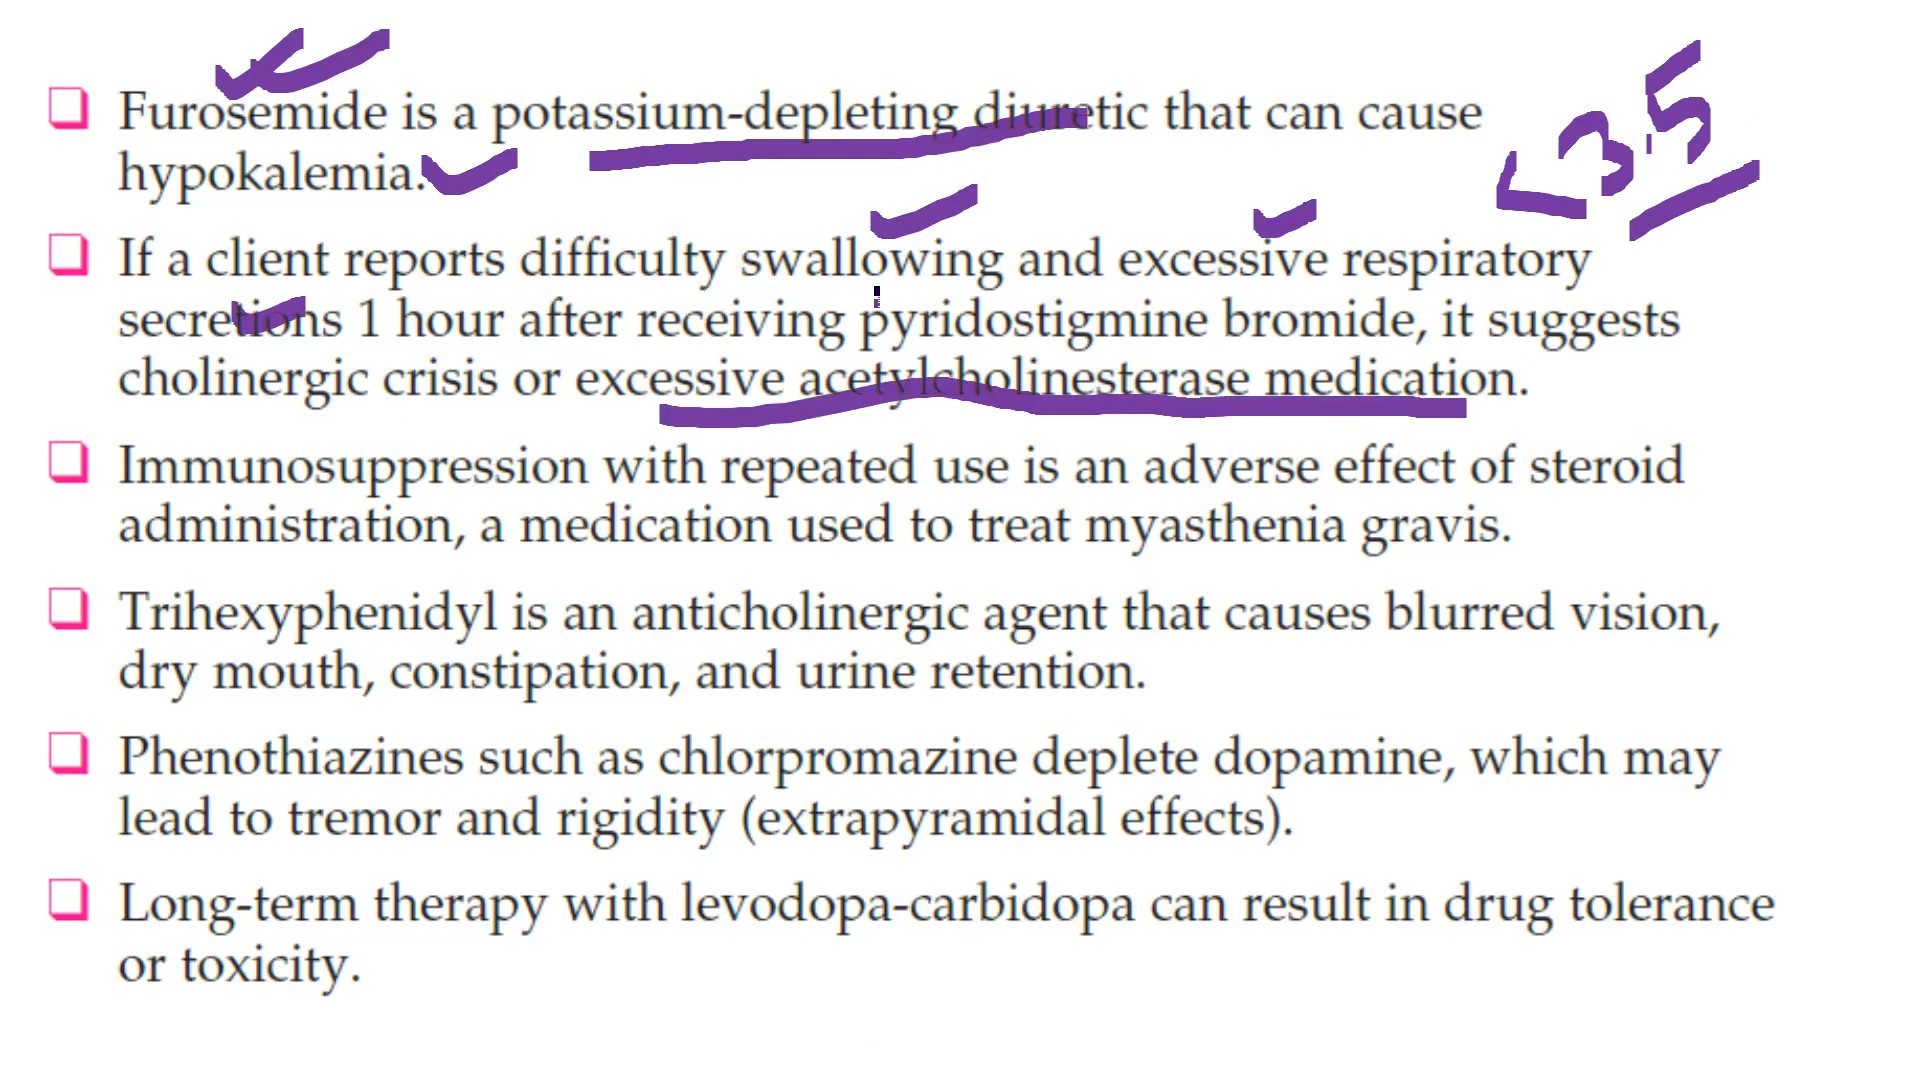 Furosemide is a potassium-depleting diuretic that can cause
hypokalemia.
<3.5
If a client reports difficulty swallowing and excessive respiratory
secretions 1 hour after receiving pyridostigmine bromide, it suggests
cholinergic crisis or excessive acetylcholinesterase medication.
Immunosuppression with repeated use is an adverse effect of steroid
administration, a medication used to treat myasthenia gravis.
Trihexyphenidyl is an anticholinergic agent that causes blurred vision,
dry mouth, constipation, and urine retention.
Phenothiazines such as chlorpromazine deplete dopamine, which may
lead to tremor and rigidity (extrapyramidal effects).
Long-term therapy with levodopa-carbidopa can result in drug tolerance
or toxicity.